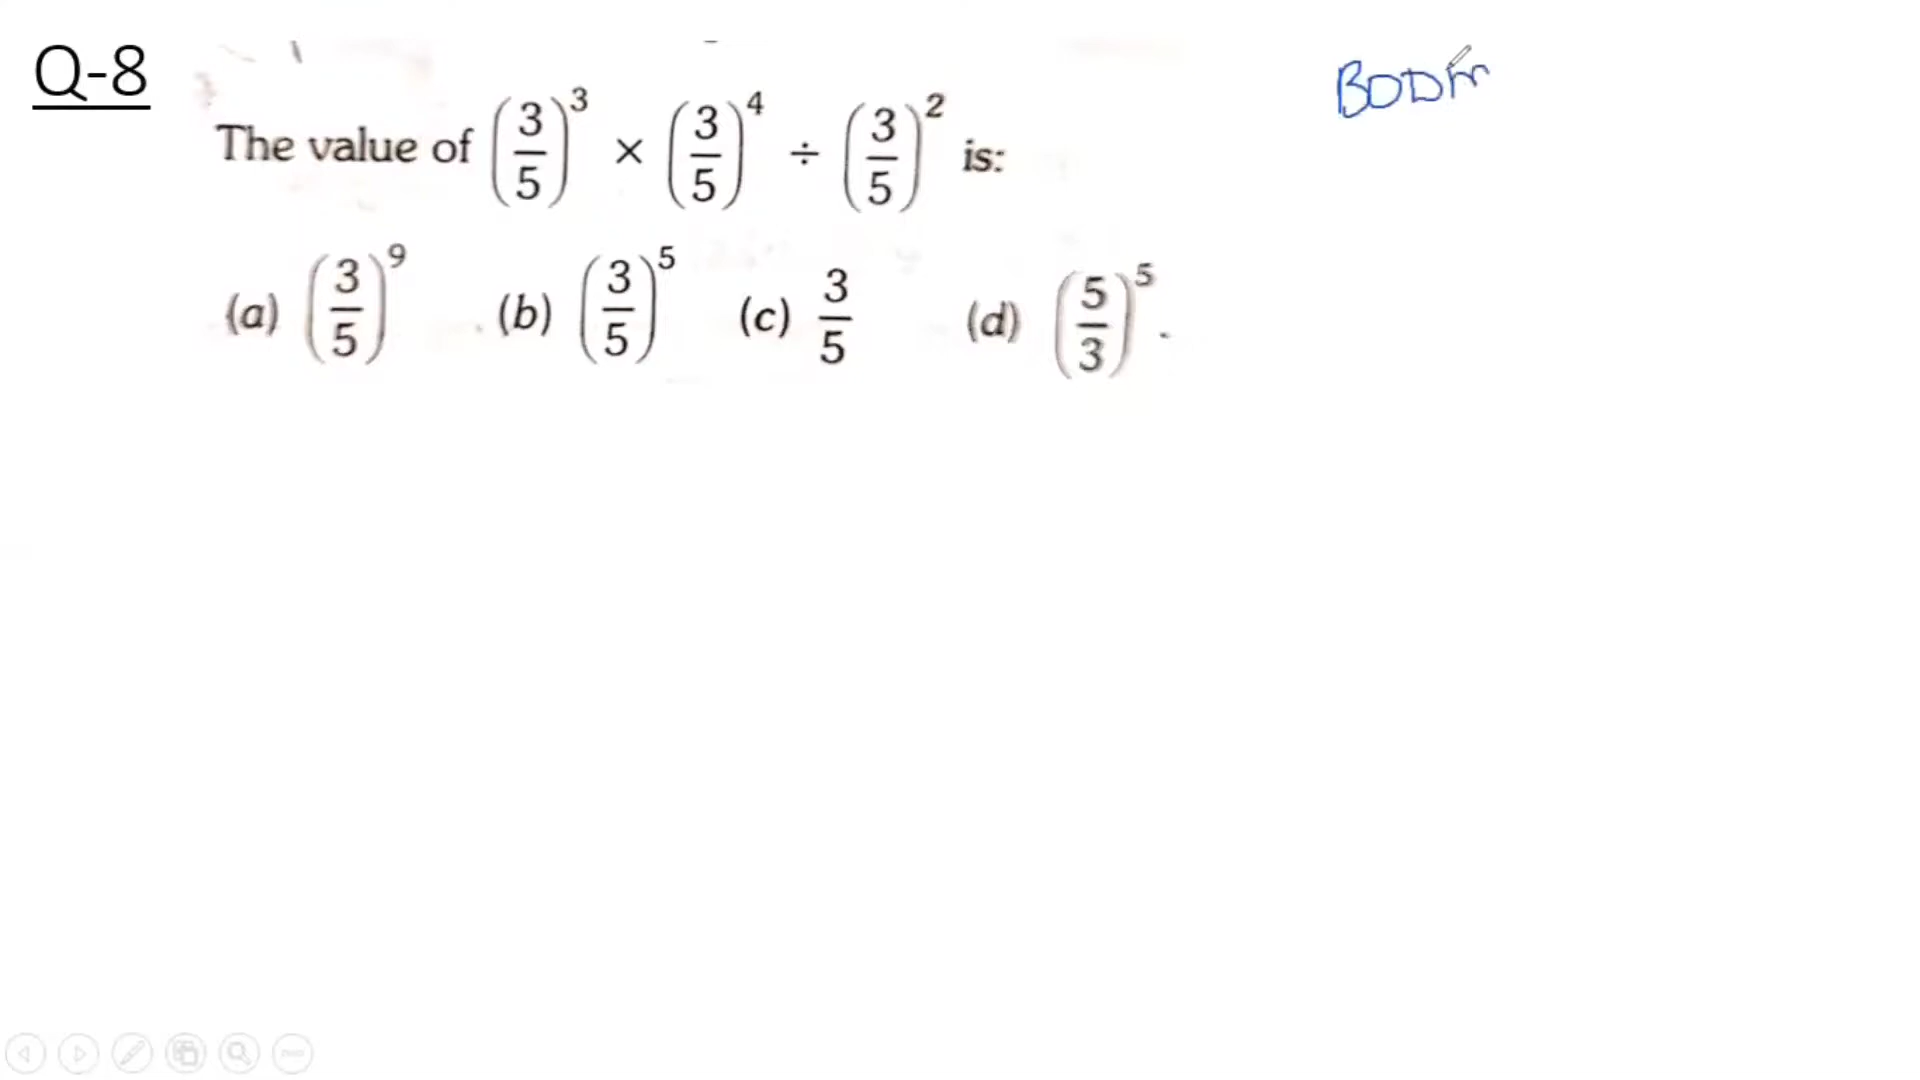 Q-8
BODM
The value of (3/5)^3 × (3/5)^4 ÷ (3/5)^2 is:
(a) (3/5)^9 (b) (3/5)^5 (c) 3/5 (d) (5/3)^5.